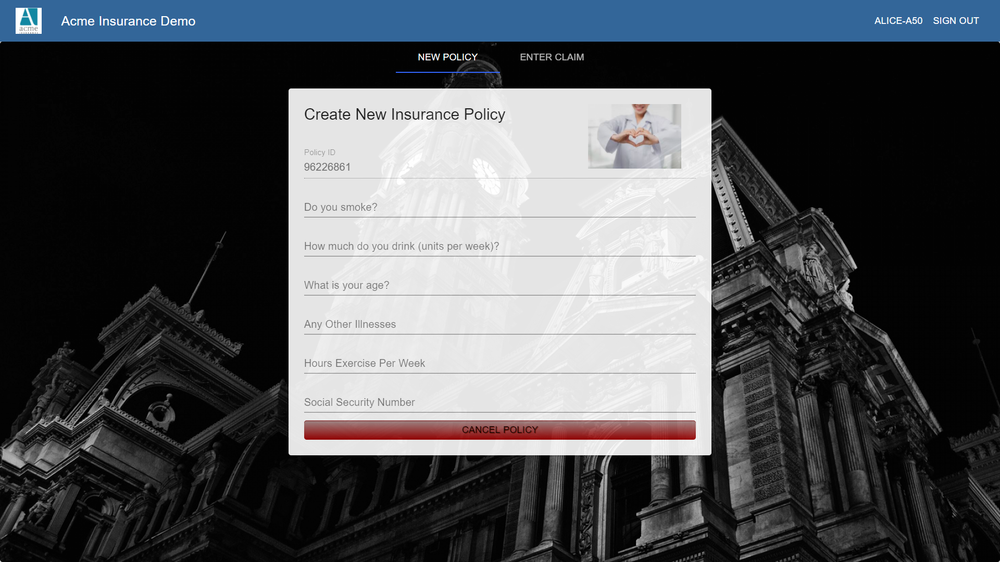 acme
Acme Insurance Demo
ALICE-A50
SIGN OUT
NEW POLICY
ENTER CLAIM
Create New Insurance Policy
Policy ID
96226861
Do you smoke?
How much do you drink (units per week)?
What is your age?
Any Other Illnesses
Hours Exercise Per Week
Social Security Number
CANCEL POLICY